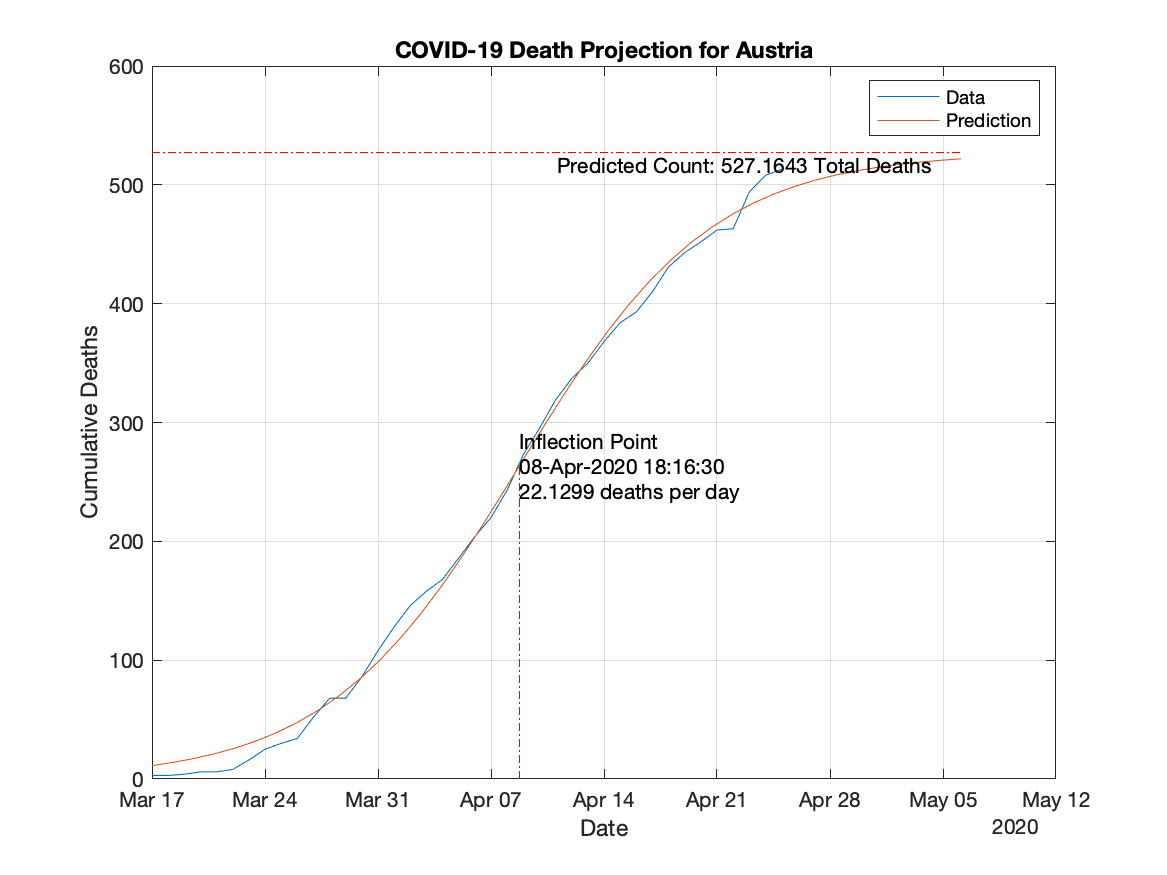 COVID-19 Death Projection for Austria
600
500
400
300
200
100
0
Cumulative Deaths
Data
Prediction
Predicted Count: 527.1643 Total Deaths
Inflection Point
08-Apr-2020 18:16:30
22.1299 deaths per day
Mar 17 Mar 24 Mar 31 Apr 07 Apr 14 Apr 21 Apr 28 May 05 May 12
Date
2020